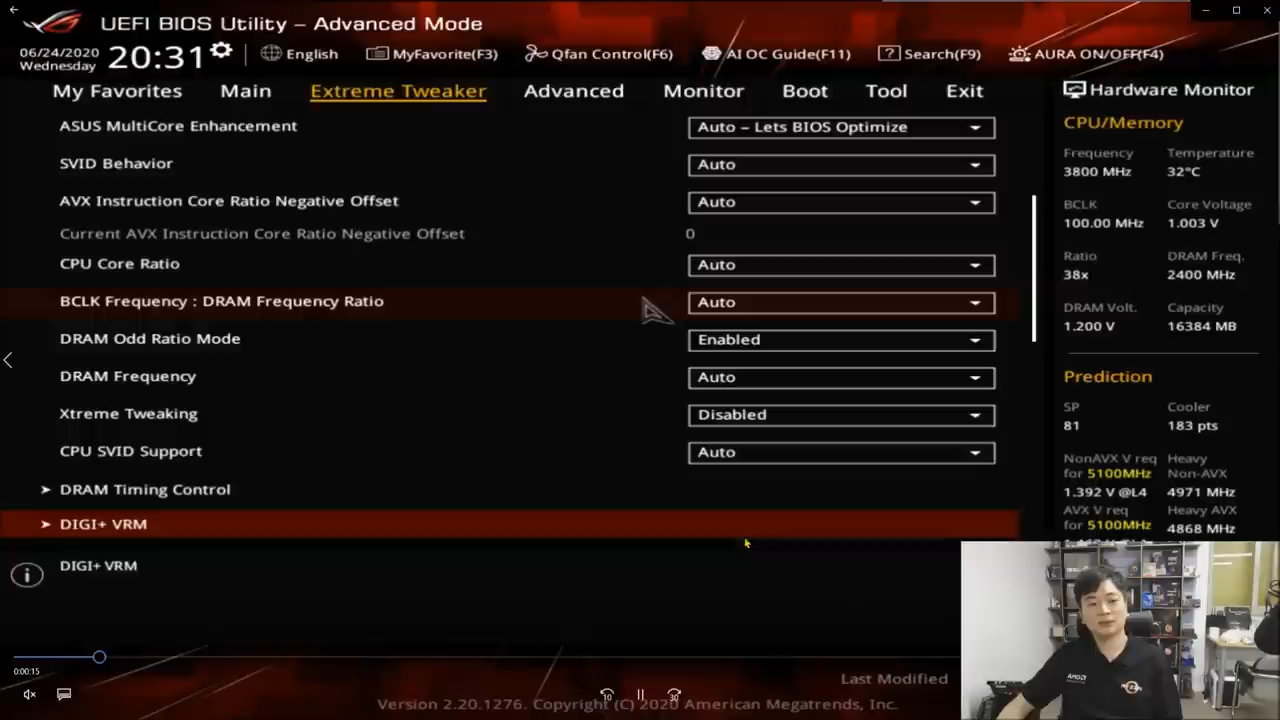 UEFI BIOS Utility – Advanced Mode
06/24/2020
Wednesday
20:31
English
MyFavorite(F3)
Qfan Control(F6)
AI OC Guide(F11)
Search(F9)
AURA ON/OFF(F4)
My Favorites
Main
Extreme Tweaker
Advanced
Monitor
Boot
Tool
Exit
ASUS MultiCore Enhancement
Auto – Lets BIOS Optimize
SVID Behavior
Auto
AVX Instruction Core Ratio Negative Offset
Auto
Current AVX Instruction Core Ratio Negative Offset
0
CPU Core Ratio
Auto
BCLK Frequency : DRAM Frequency Ratio
Auto
DRAM Odd Ratio Mode
Enabled
DRAM Frequency
Auto
Xtreme Tweaking
Disabled
CPU SVID Support
Auto
DRAM Timing Control
DIGI+ VRM
DIGI+ VRM
Hardware Monitor
CPU/Memory
Frequency
Temperature
3800 MHz
32°C
BCLK
Core Voltage
100.00 MHz
1.003 V
Ratio
DRAM Freq.
38x
2400 MHz
DRAM Volt.
Capacity
1.200 V
16384 MB
Prediction
SP
Cooler
81
183 pts
NonAVX V req
Heavy
for 5100MHz
Non-AVX
1.392 V @L4
4971 MHz
AVX V req
Heavy AVX
for 5100MHz
4868 MHz
AMD
0:00:15
10
30
Last Modified
Version 2.20.1276. Copyright (C) 2020 American Megatrends, Inc.